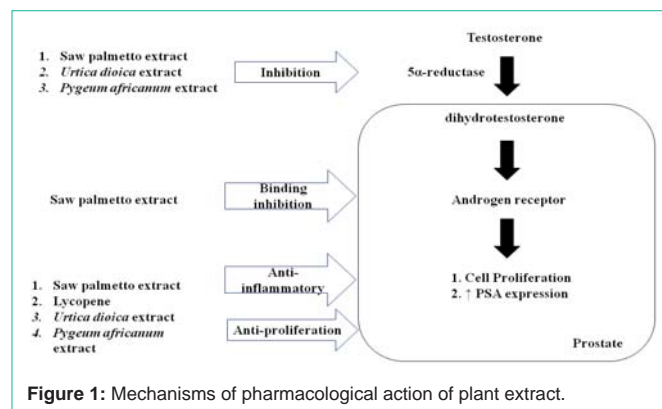 1. Saw palmetto extract
2. Urtica dioica extract
3. Pygeum africanum extract
Inhibition
Testosterone
5α-reductase
dihydrotestosterone
Saw palmetto extract
Binding
inhibition
Androgen receptor
1. Saw palmetto extract
2. Lycopene
3. Urtica dioica extract
4. Pygeum africanum
extract
Anti-
inflammatory
Anti-proliferation
1. Cell Proliferation
2. ↑ PSA expression
Prostate
Figure 1: Mechanisms of pharmacological action of plant extract.